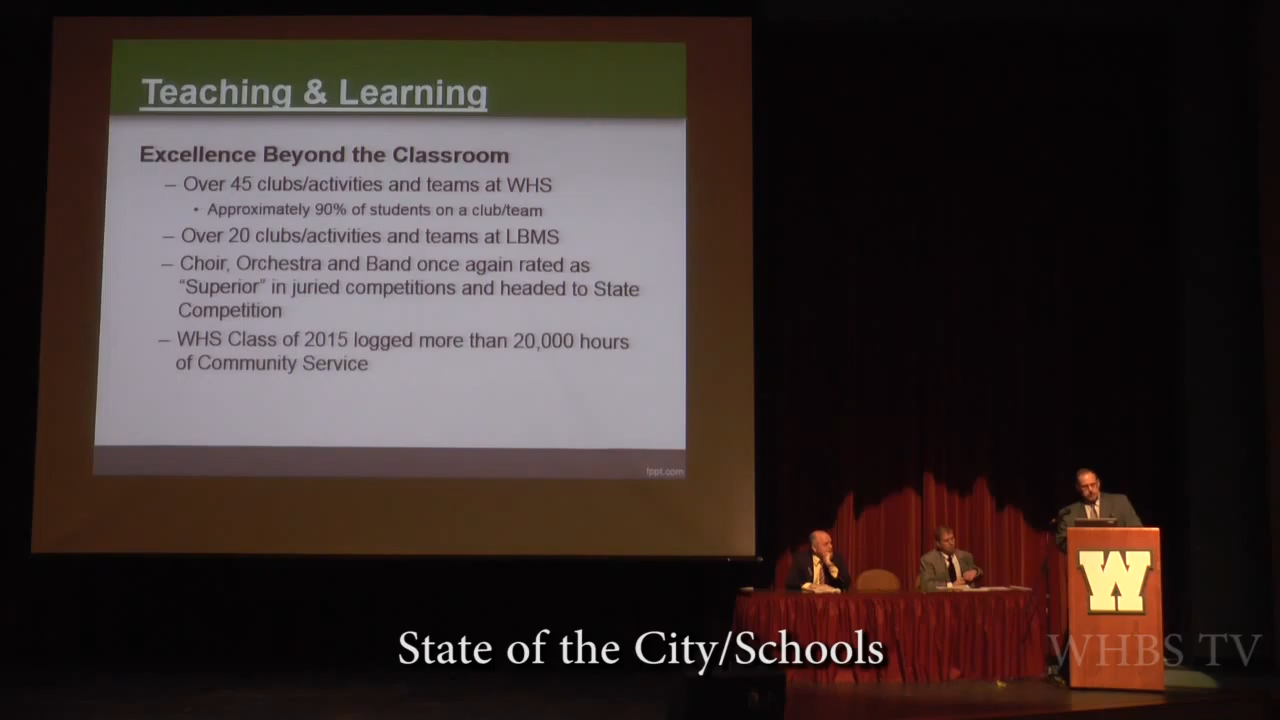 Teaching & Learning
Excellence Beyond the Classroom
– Over 45 clubs/activities and teams at WHS
• Approximately 90% of students on a club/team
– Over 20 clubs/activities and teams at LBMS
– Choir, Orchestra and Band once again rated as
“Superior” in juried competitions and headed to State
Competition
– WHS Class of 2015 logged more than 20,000 hours
of Community Service
fppt.com
W
State of the City/Schools
WHBS TV